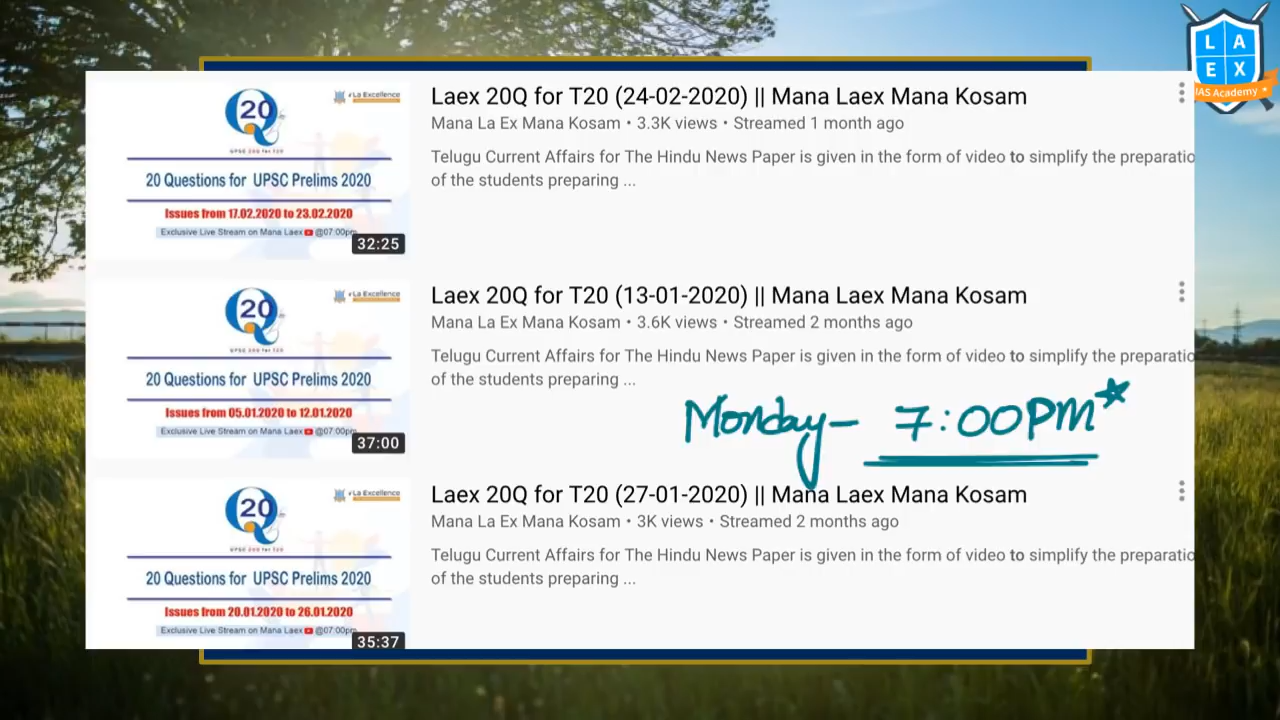 L A
E X
IAS Academy
20
Q
La Excellence
UPSC 20Q for T20
20 Questions for UPSC Prelims 2020
Issues from 17.02.2020 to 23.02.2020
Exclusive Live Stream on Mana Laex @07:00pm
32:25
Laex 20Q for T20 (24-02-2020) || Mana Laex Mana Kosam
Mana La Ex Mana Kosam • 3.3K views • Streamed 1 month ago
Telugu Current Affairs for The Hindu News Paper is given in the form of video to simplify the preparatio
of the students preparing ...
20
Q
La Excellence
UPSC 20Q for T20
20 Questions for UPSC Prelims 2020
Issues from 05.01.2020 to 12.01.2020
Exclusive Live Stream on Mana Laex @07:00pm
37:00
Laex 20Q for T20 (13-01-2020) || Mana Laex Mana Kosam
Mana La Ex Mana Kosam • 3.6K views • Streamed 2 months ago
Telugu Current Affairs for The Hindu News Paper is given in the form of video to simplify the preparatio
of the students preparing ...
Monday - 7:00PM*
20
Q
La Excellence
UPSC 20Q for T20
20 Questions for UPSC Prelims 2020
Issues from 20.01.2020 to 26.01.2020
Exclusive Live Stream on Mana Laex @07:00pm
35:37
Laex 20Q for T20 (27-01-2020) || Mana Laex Mana Kosam
Mana La Ex Mana Kosam • 3K views • Streamed 2 months ago
Telugu Current Affairs for The Hindu News Paper is given in the form of video to simplify the preparatio
of the students preparing ...